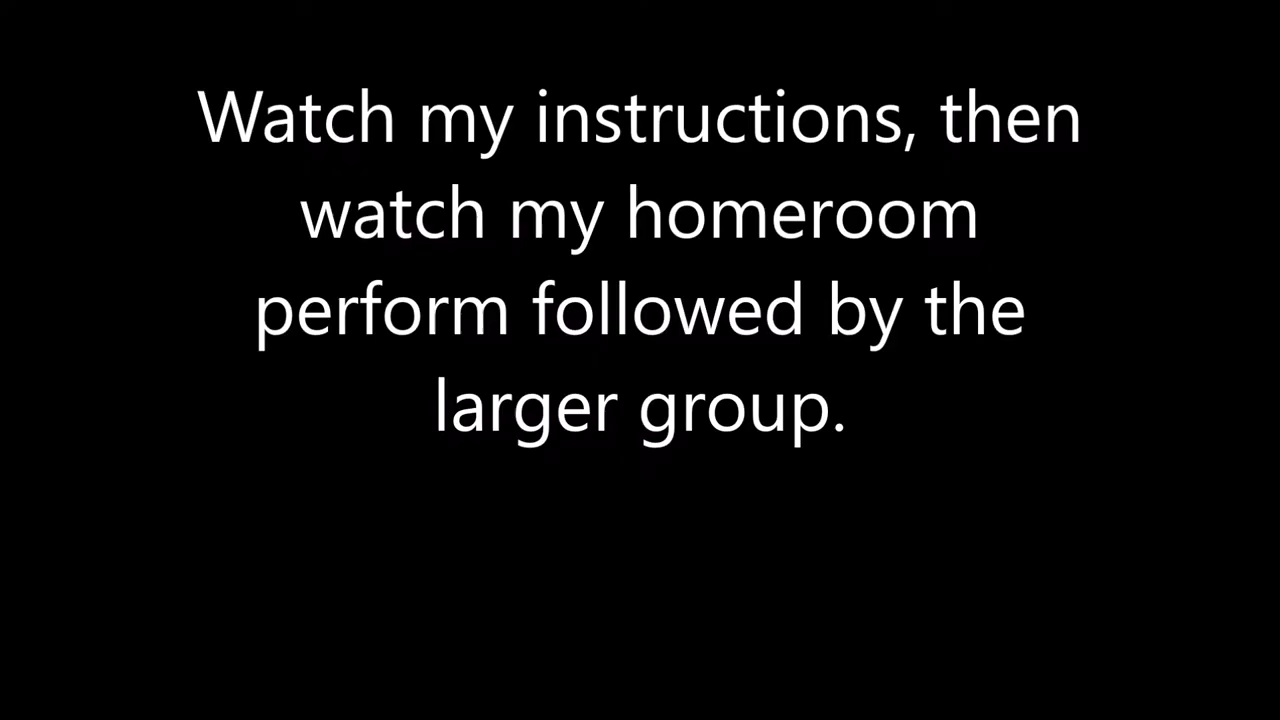 Watch my instructions, then
watch my homeroom
perform followed by the
larger group.